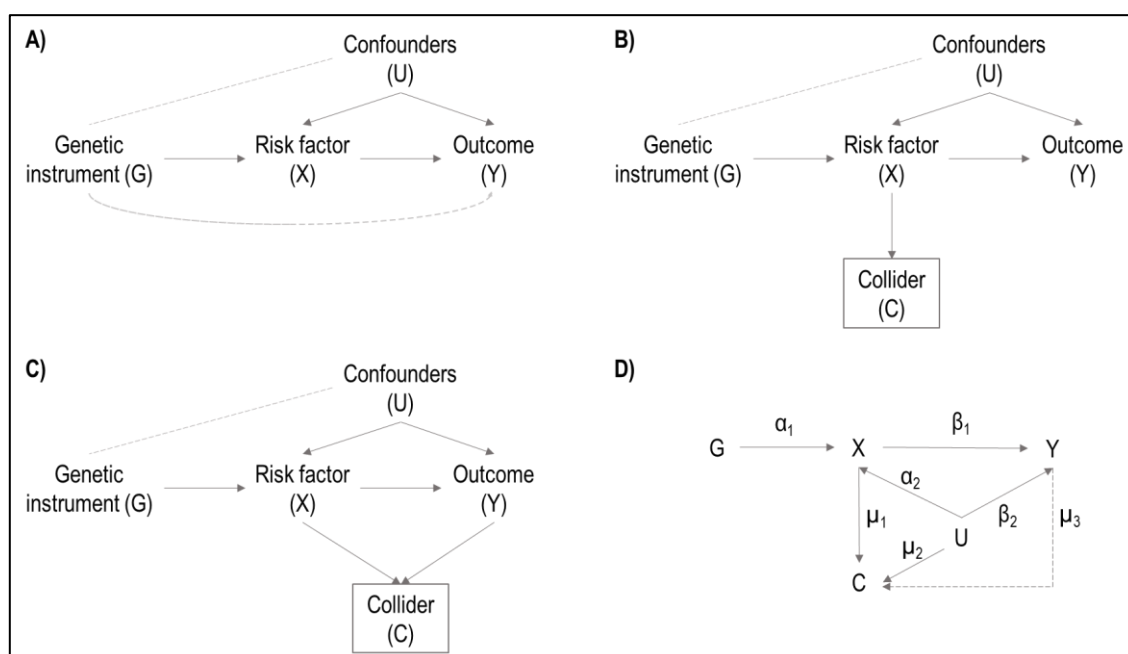 A)
Confounders
(U)
Genetic
instrument (G)
Risk factor
(X)
Outcome
(Y)
B)
Confounders
(U)
Genetic
instrument (G)
Risk factor
(X)
Outcome
(Y)
Collider
(C)
C)
Confounders
(U)
Genetic
instrument (G)
Risk factor
(X)
Outcome
(Y)
Collider
(C)
D)
α₁
β₁
G
X
Y
α₂
μ₁
U
β₂
μ₃
μ₂
C